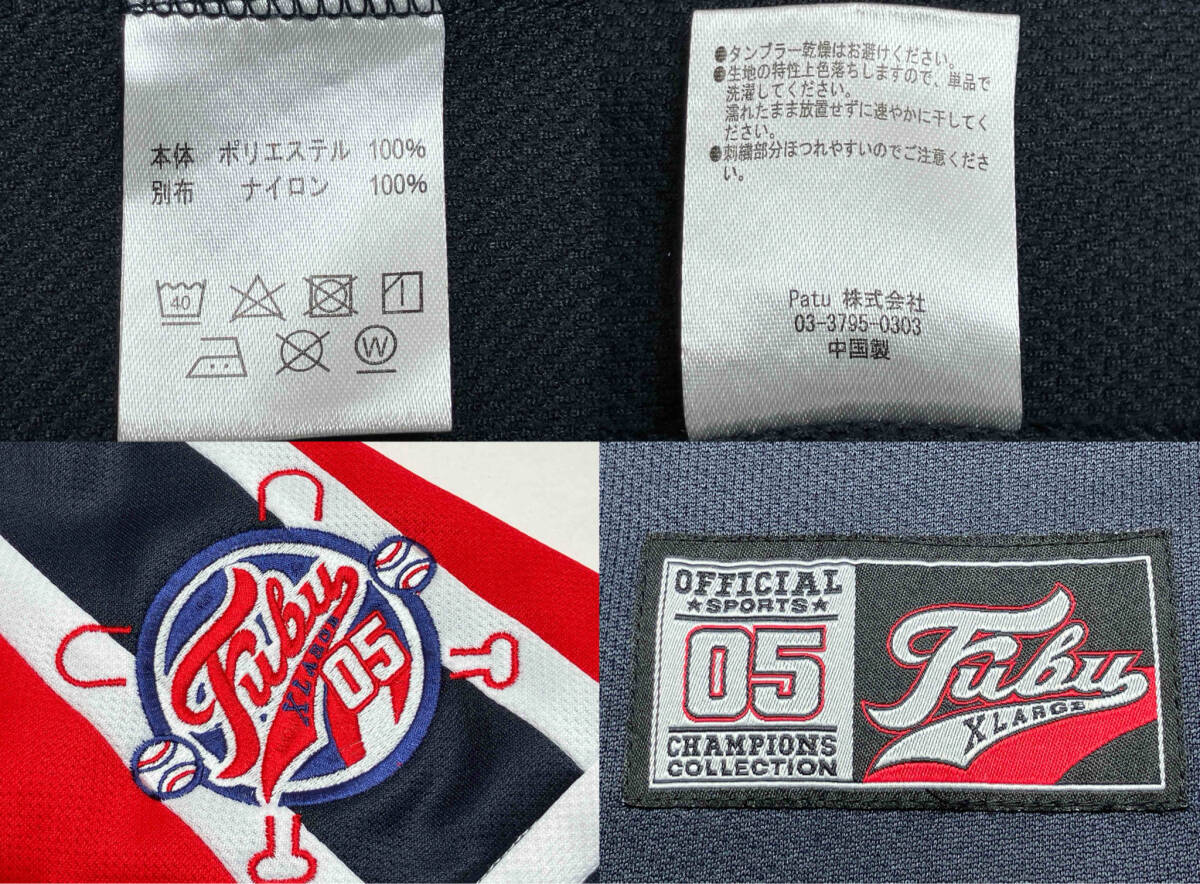 本体 ポリエステル 100%
別布 ナイロン 100%
40
W
●タンブラー乾燥はお避けください。
●生地の特性上色落ちしますので、単品で
洗濯してください。
濡れたまま放置せずに速やかに干してく
ださい。
●刺繍部分ほつれやすいのでご注意くださ
い。
Patu 株式会社
03-3795-0303
中国製
Fubu
XLARGE
05
OFFICIAL
★SPORTS★
05
CHAMPIONS
COLLECTION
Fubu
XLARGE